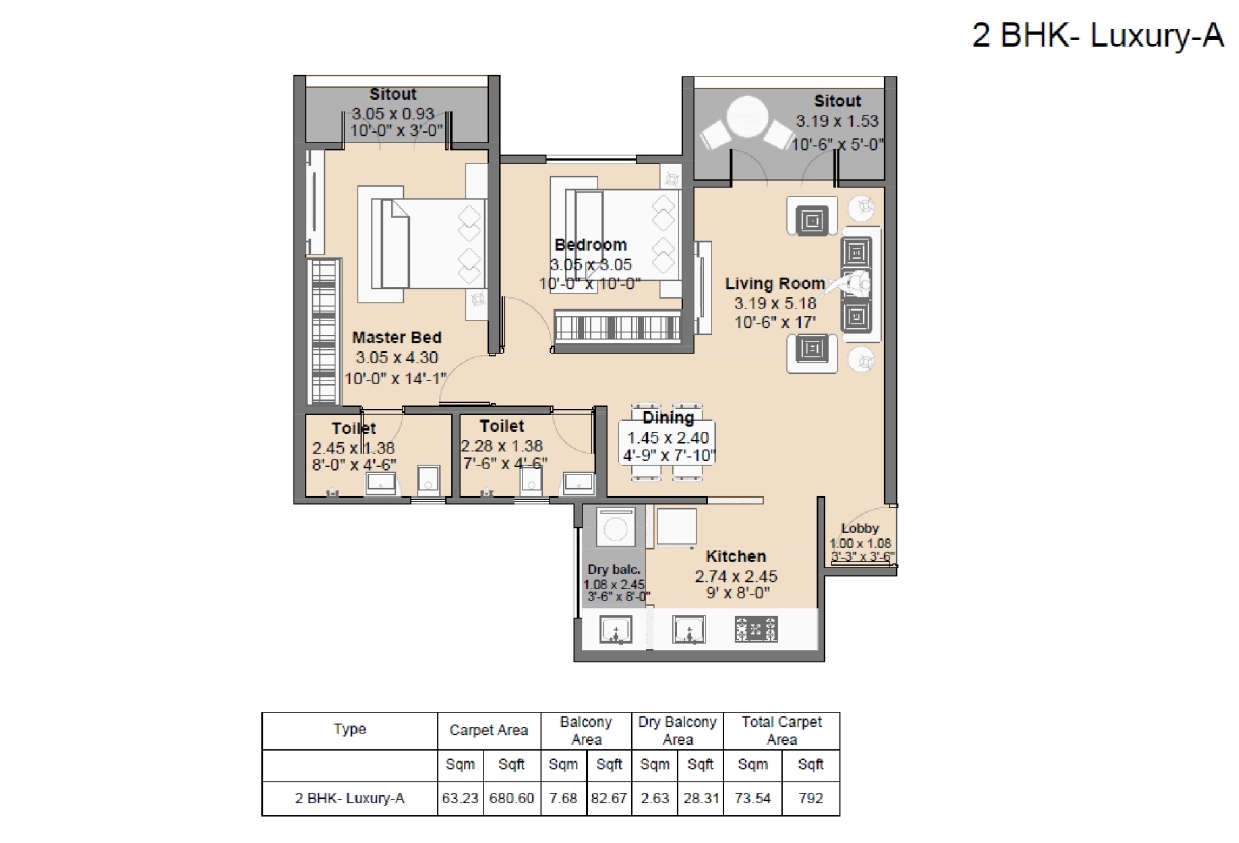 2 BHK- Luxury-A
Sitout
3.05 x 0.93
10'-0" x 3'-0"
Sitout
3.19 x 1.53
10'-6" x 5'-0"
Bedroom
3.05 x 3.05
10'-0" x 10'-0"
Living Room
3.19 x 5.18
10'-6" x 17'
Master Bed
3.05 x 4.30
10'-0" x 14'-1"
Toilet
2.45 x 1.38
8'-0" x 4'-6"
Toilet
2.28 x 1.38
7'-6" x 4'-6"
Dining
1.45 x 2.40
4'-9" x 7'-10"
Lobby
1.00 x 1.08
3'-3" x 3'-6"
Kitchen
2.74 x 2.45
9' x 8'-0"
Dry balc.
1.08 x 2.45
3'-6" x 8'-0"
Type Carpet Area Balcony Area Dry Balcony Area Total Carpet Area
Sqm Sqft Sqm Sqft Sqm Sqft Sqm Sqft
2 BHK- Luxury-A 63.23 680.60 7.68 82.67 2.63 28.31 73.54 792